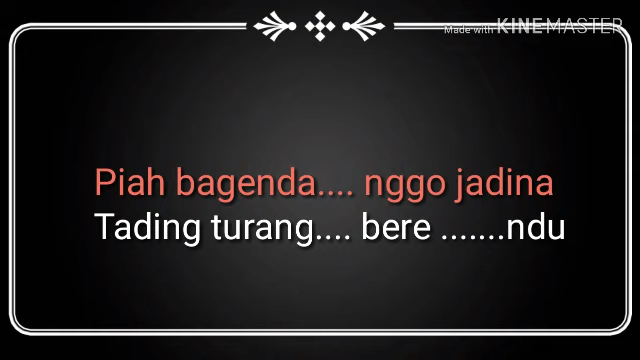 Made with KINEMASTER
Piah bagenda.... nggo jadina
Tading turang.... bere .......ndu